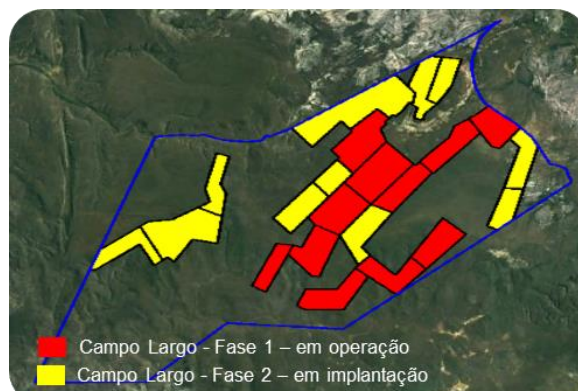 Campo Largo - Fase 1 – em operação
Campo Largo - Fase 2 – em implantação